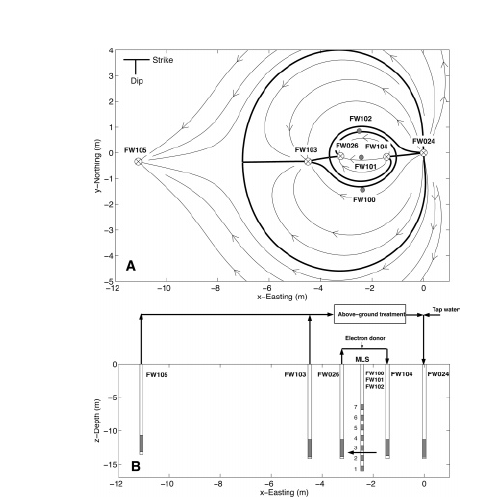 Strike
Dip
FW105
FW103
FW102
FW026
FW104
FW101
FW100
FW024
y-Northing (m)
4
3
2
1
0
−1
−2
−3
−4
−5
−12
−10
−8
−6
−4
−2
0
x-Easting (m)
A
Above-ground treatment
Tap water
Electron donor
MLS
FW105
FW103
FW026
FW100
FW101
FW102
FW104
FW024
7
6
5
4
3
2
1
z-Depth (m)
0
−5
−10
−15
B
−12
−10
−8
−6
−4
−2
0
x-Easting (m)